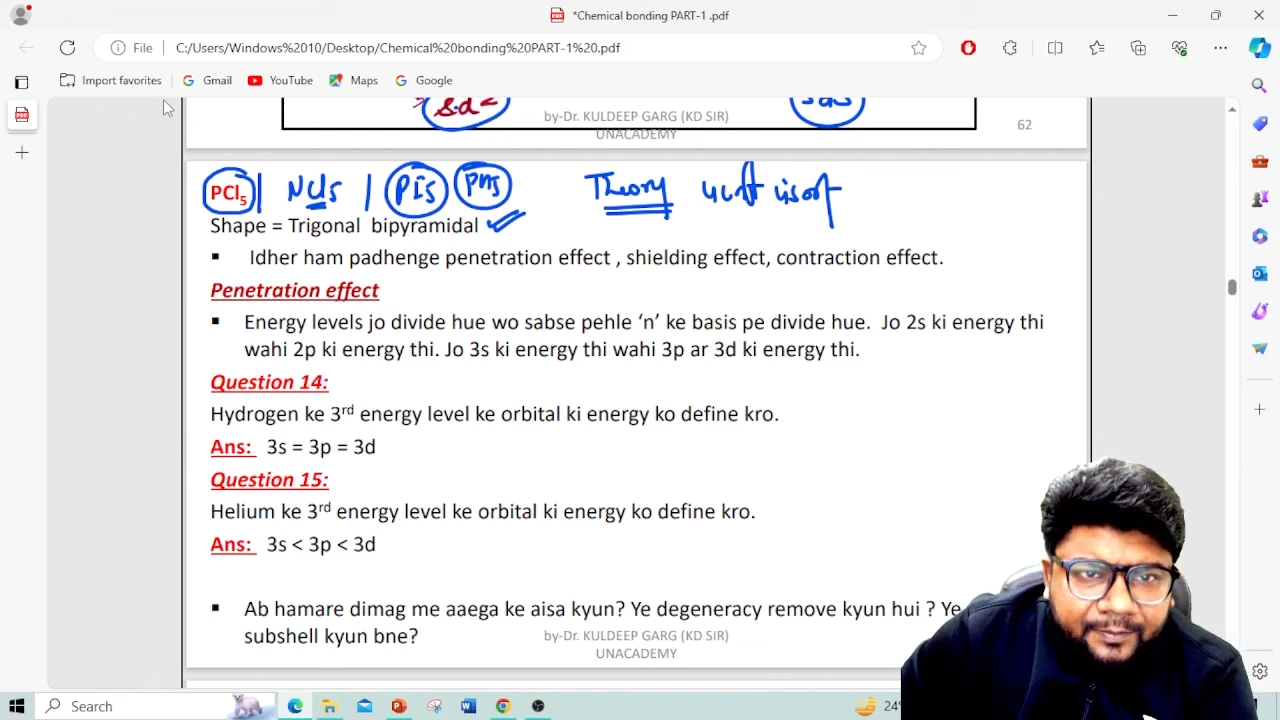 *Chemical bonding PART-1 .pdf
File C:/Users/Windows%2010/Desktop/Chemical%20bonding%20PART-1%20.pdf
Import favorites Gmail YouTube Maps Google
by-Dr. KULDEEP GARG (KD SIR)
UNACADEMY
62
PCl5 | NCl5 | PI5 PH5 Theory
Shape = Trigonal bipyramidal
▪ Idher ham padhenge penetration effect , shielding effect, contraction effect.
Penetration effect
▪ Energy levels jo divide hue wo sabse pehle ‘n’ ke basis pe divide hue. Jo 2s ki energy thi
wahi 2p ki energy thi. Jo 3s ki energy thi wahi 3p ar 3d ki energy thi.
Question 14:
Hydrogen ke 3rd energy level ke orbital ki energy ko define kro.
Ans: 3s = 3p = 3d
Question 15:
Helium ke 3rd energy level ke orbital ki energy ko define kro.
Ans: 3s < 3p < 3d
▪ Ab hamare dimag me aaega ke aisa kyun? Ye degeneracy remove kyun hui ? Ye
subshell kyun bne?
by-Dr. KULDEEP GARG (KD SIR)
UNACADEMY
Search
24°